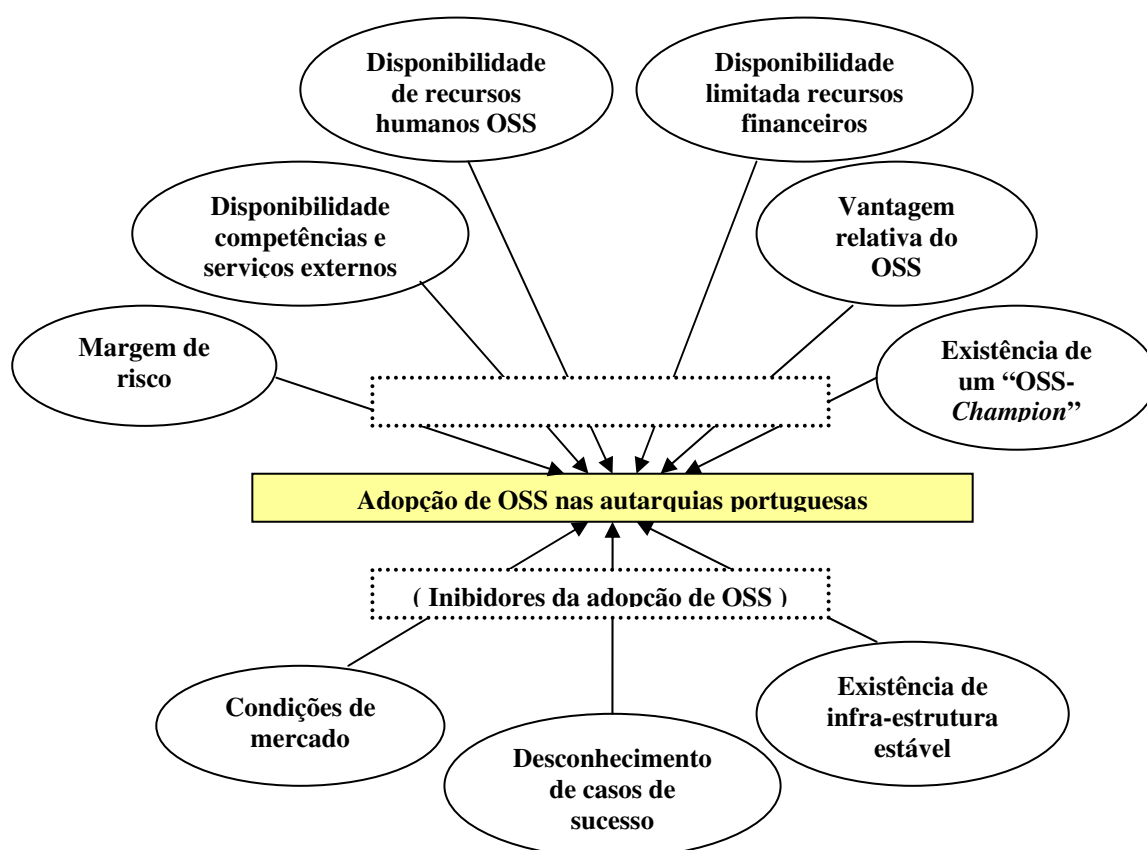 Disponibilidade
de recursos
humanos OSS
Disponibilidade
limitada recursos
financeiros
Disponibilidade
competências e
serviços externos
Vantagem
relativa do
OSS
Margem de
risco
Existência de
um “OSS-
Champion”
Adopção de OSS nas autarquias portuguesas
( Inibidores da adopção de OSS )
Condições de
mercado
Desconhecimento
de casos de
sucesso
Existência de
infra-estrutura
estável